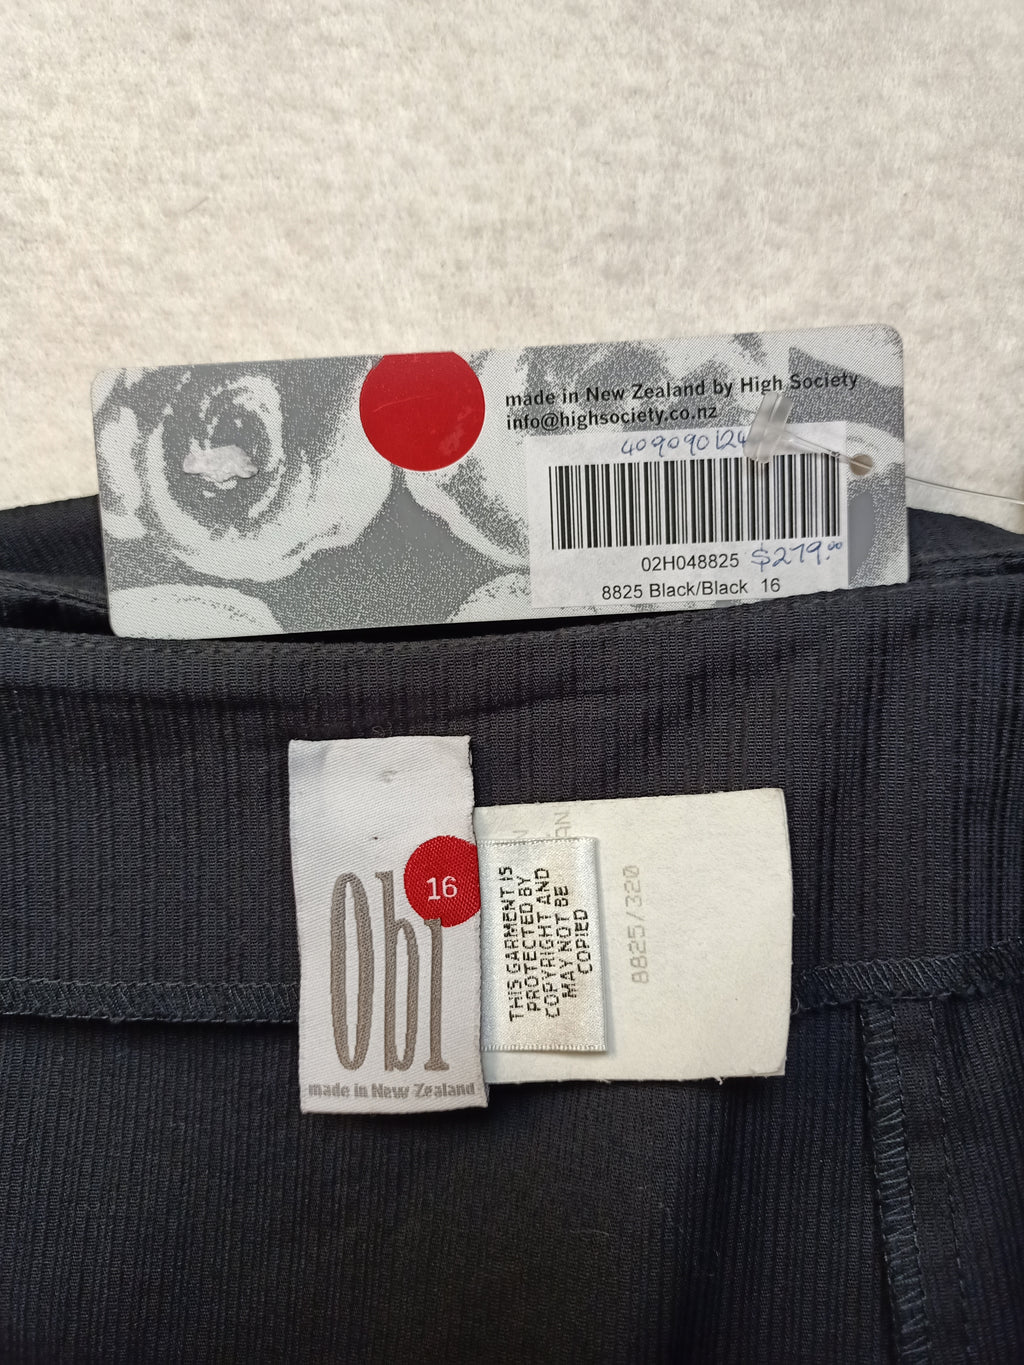 made in New Zealand by High Society
info@highsociety.co.nz
409090124
02H048825 $279.00
8825 Black/Black 16
16
Obi
made in New Zealand
THIS GARMENT IS
PROTECTED BY
COPYRIGHT AND
MAY NOT BE
COPIED
8825/320